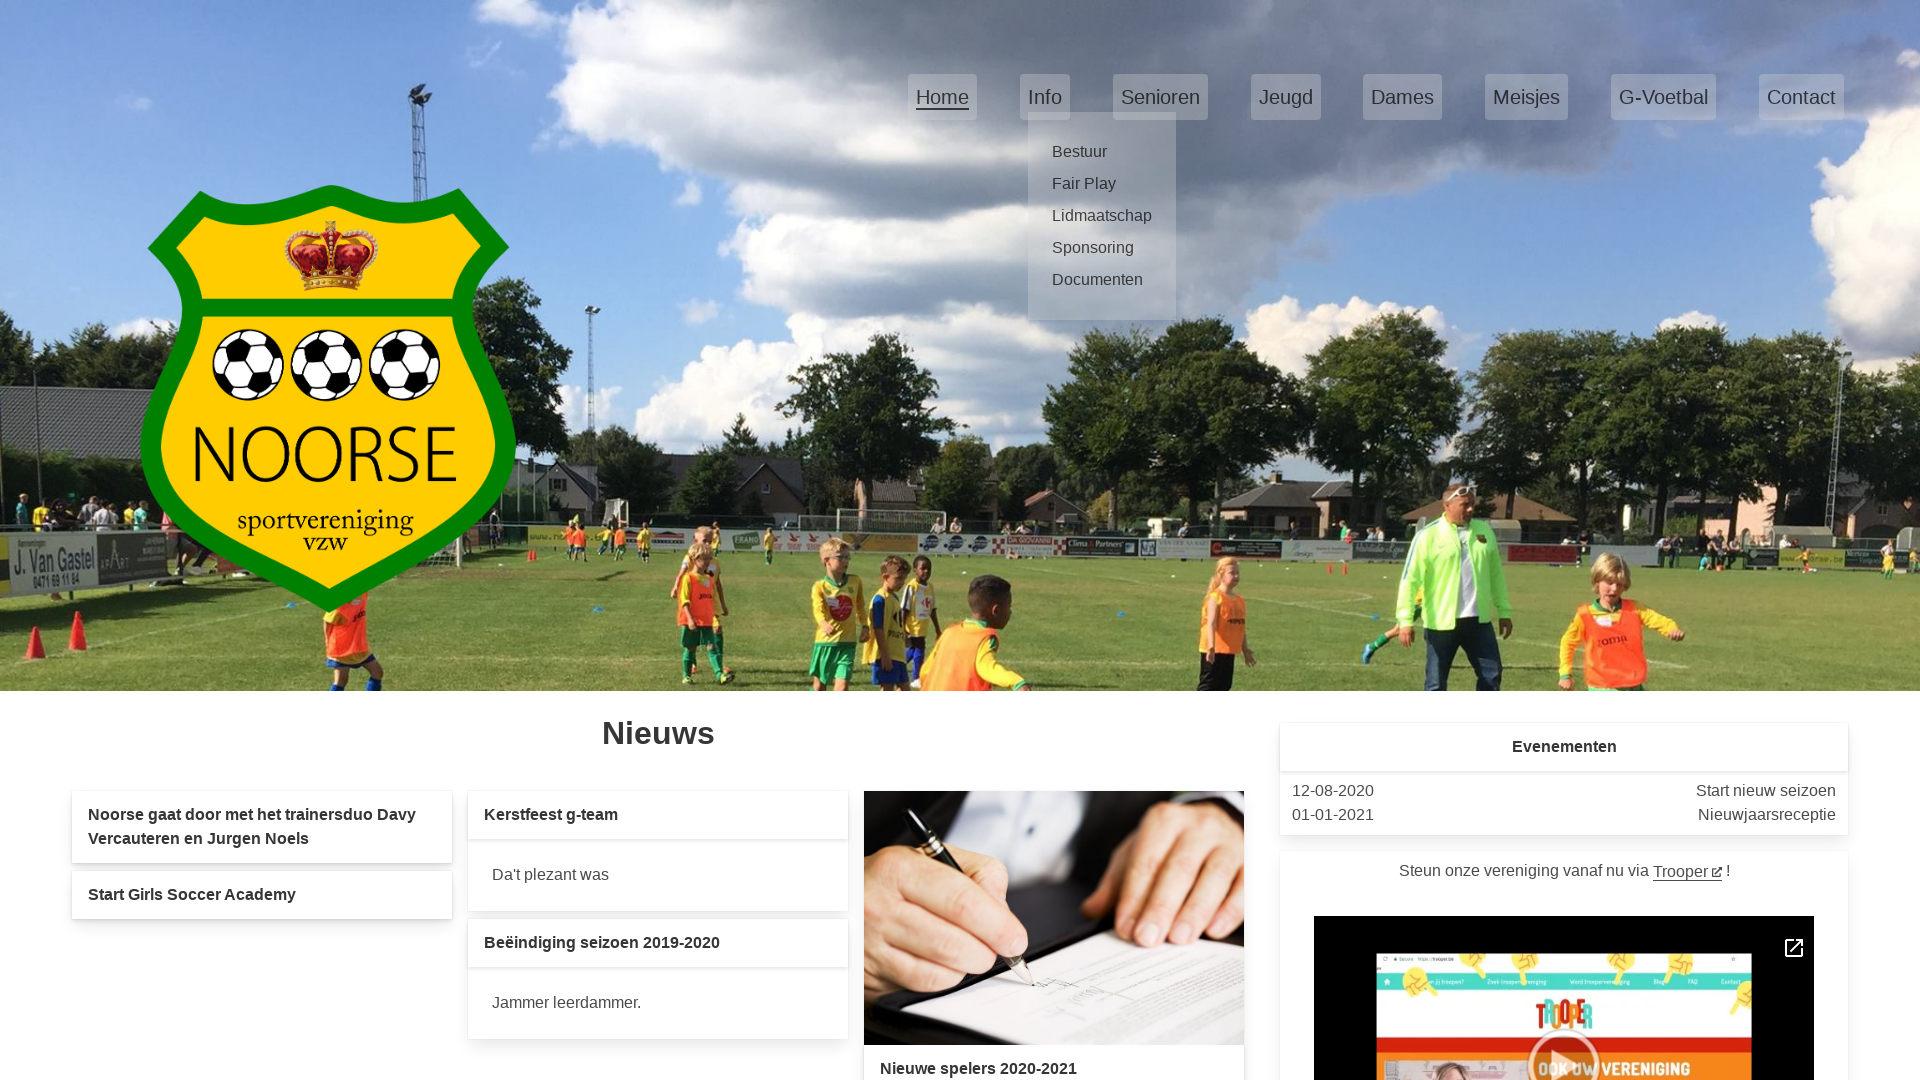 Home
Info
Senioren
Jeugd
Dames
Meisjes
G-Voetbal
Contact
Bestuur
Fair Play
Lidmaatschap
Sponsoring
Documenten
NOORSE
sportvereniging
vzw
J. Van Gastel
0471 69 11 84
Nieuws
Noorse gaat door met het trainersduo Davy
Vercauteren en Jurgen Noels
Start Girls Soccer Academy
Kerstfeest g-team
Da't plezant was
Beëindiging seizoen 2019-2020
Jammer leerdammer.
Nieuwe spelers 2020-2021
Evenementen
12-08-2020 Start nieuw seizoen
01-01-2021 Nieuwjaarsreceptie
Steun onze vereniging vanaf nu via Trooper !
TROOPER
OOK UW VERENIGING